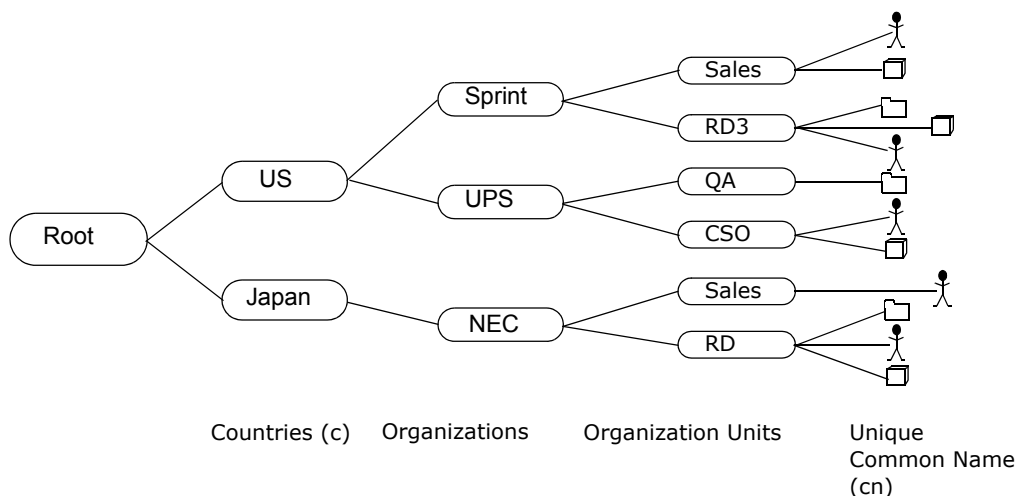 Root
US
Japan
Sprint
UPS
NEC
Sales
RD3
QA
CSO
Sales
RD
Countries (c)
Organizations
Organization Units
Unique
Common Name
(cn)